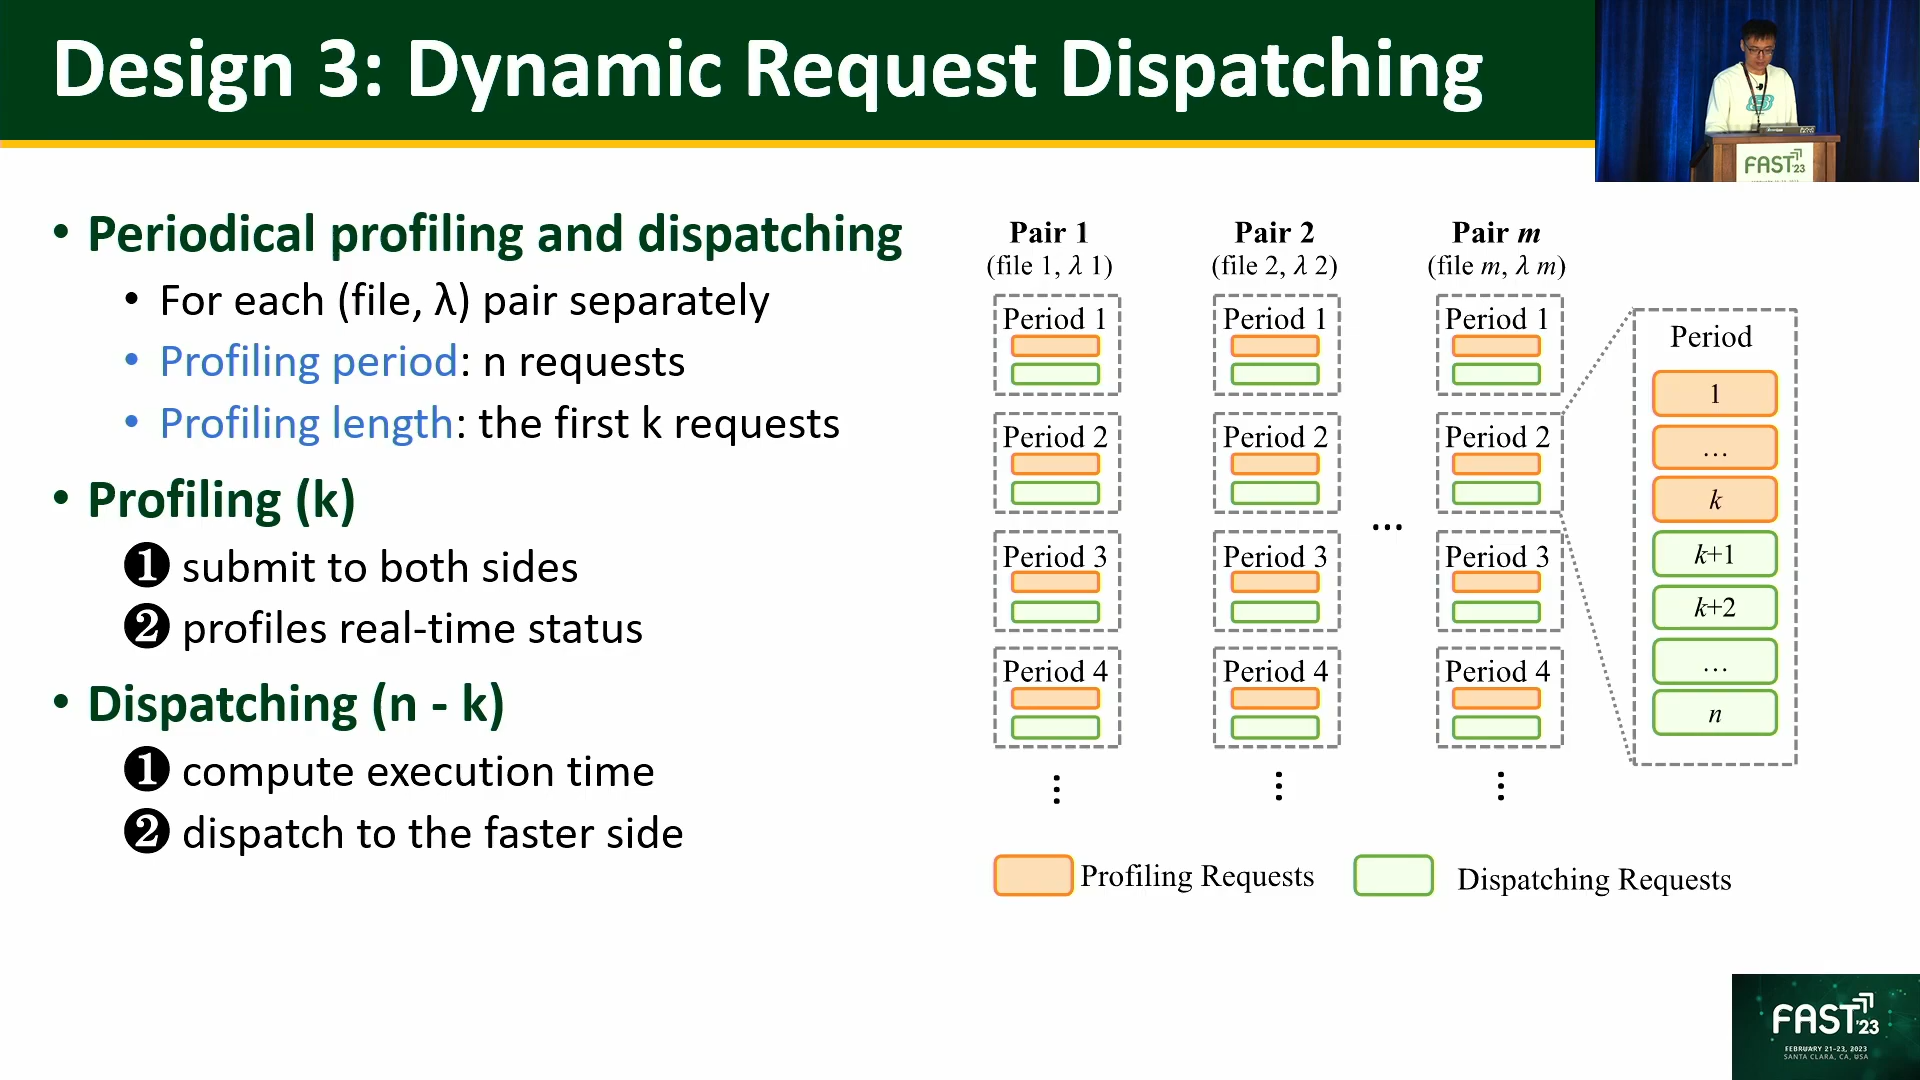 Design 3: Dynamic Request Dispatching
FAST'23
• Periodical profiling and dispatching
• For each (file, λ) pair separately
• Profiling period: n requests
• Profiling length: the first k requests
• Profiling (k)
❶ submit to both sides
❷ profiles real-time status
• Dispatching (n - k)
❶ compute execution time
❷ dispatch to the faster side
Pair 1
(file 1, λ 1)
Period 1
Period 2
Period 3
Period 4
⋮
Pair 2
(file 2, λ 2)
Period 1
Period 2
Period 3
Period 4
⋮
...
Pair m
(file m, λ m)
Period 1
Period 2
Period 3
Period 4
⋮
Period
1
...
k
k+1
k+2
...
n
Profiling Requests
Dispatching Requests
FAST'23
FEBRUARY 21-23, 2023
SANTA CLARA, CA, USA